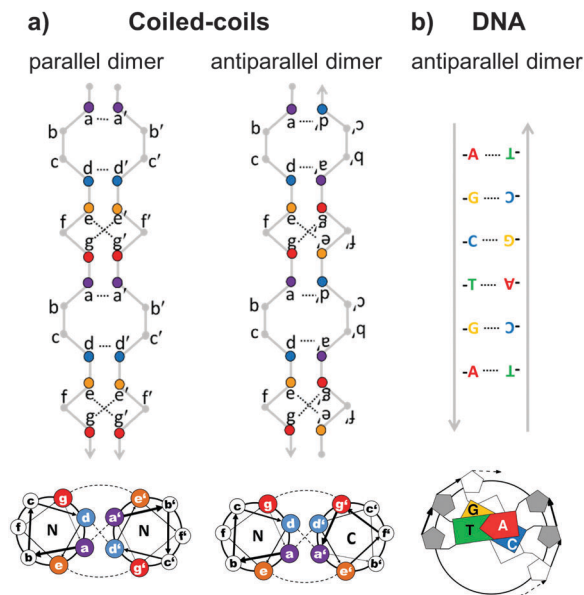 a) Coiled-coils b) DNA
parallel dimer antiparallel dimer antiparallel dimer
a ..... a′
b b′
c c′
d .... d′
e e′
f f′
g g′
a .... a′
b b′
c c′
d .... d′
e e′
f f′
g g′
a ..... d′
b c′
c b′
d ..... a′
e g′
f f′
g e′
a ..... d′
b c′
c b′
d ..... a′
e g′
f f′
g e′
-A ..... T-
-G ..... C-
-C ..... G-
-T ..... A-
-G ..... C-
-A ..... T-
c g e‘ b‘
f N d a‘ N f‘
b a d‘ c‘
e g‘
c g g‘ c‘
f N d d‘ C f‘
b a a‘ b‘
e e‘
G
T A
C